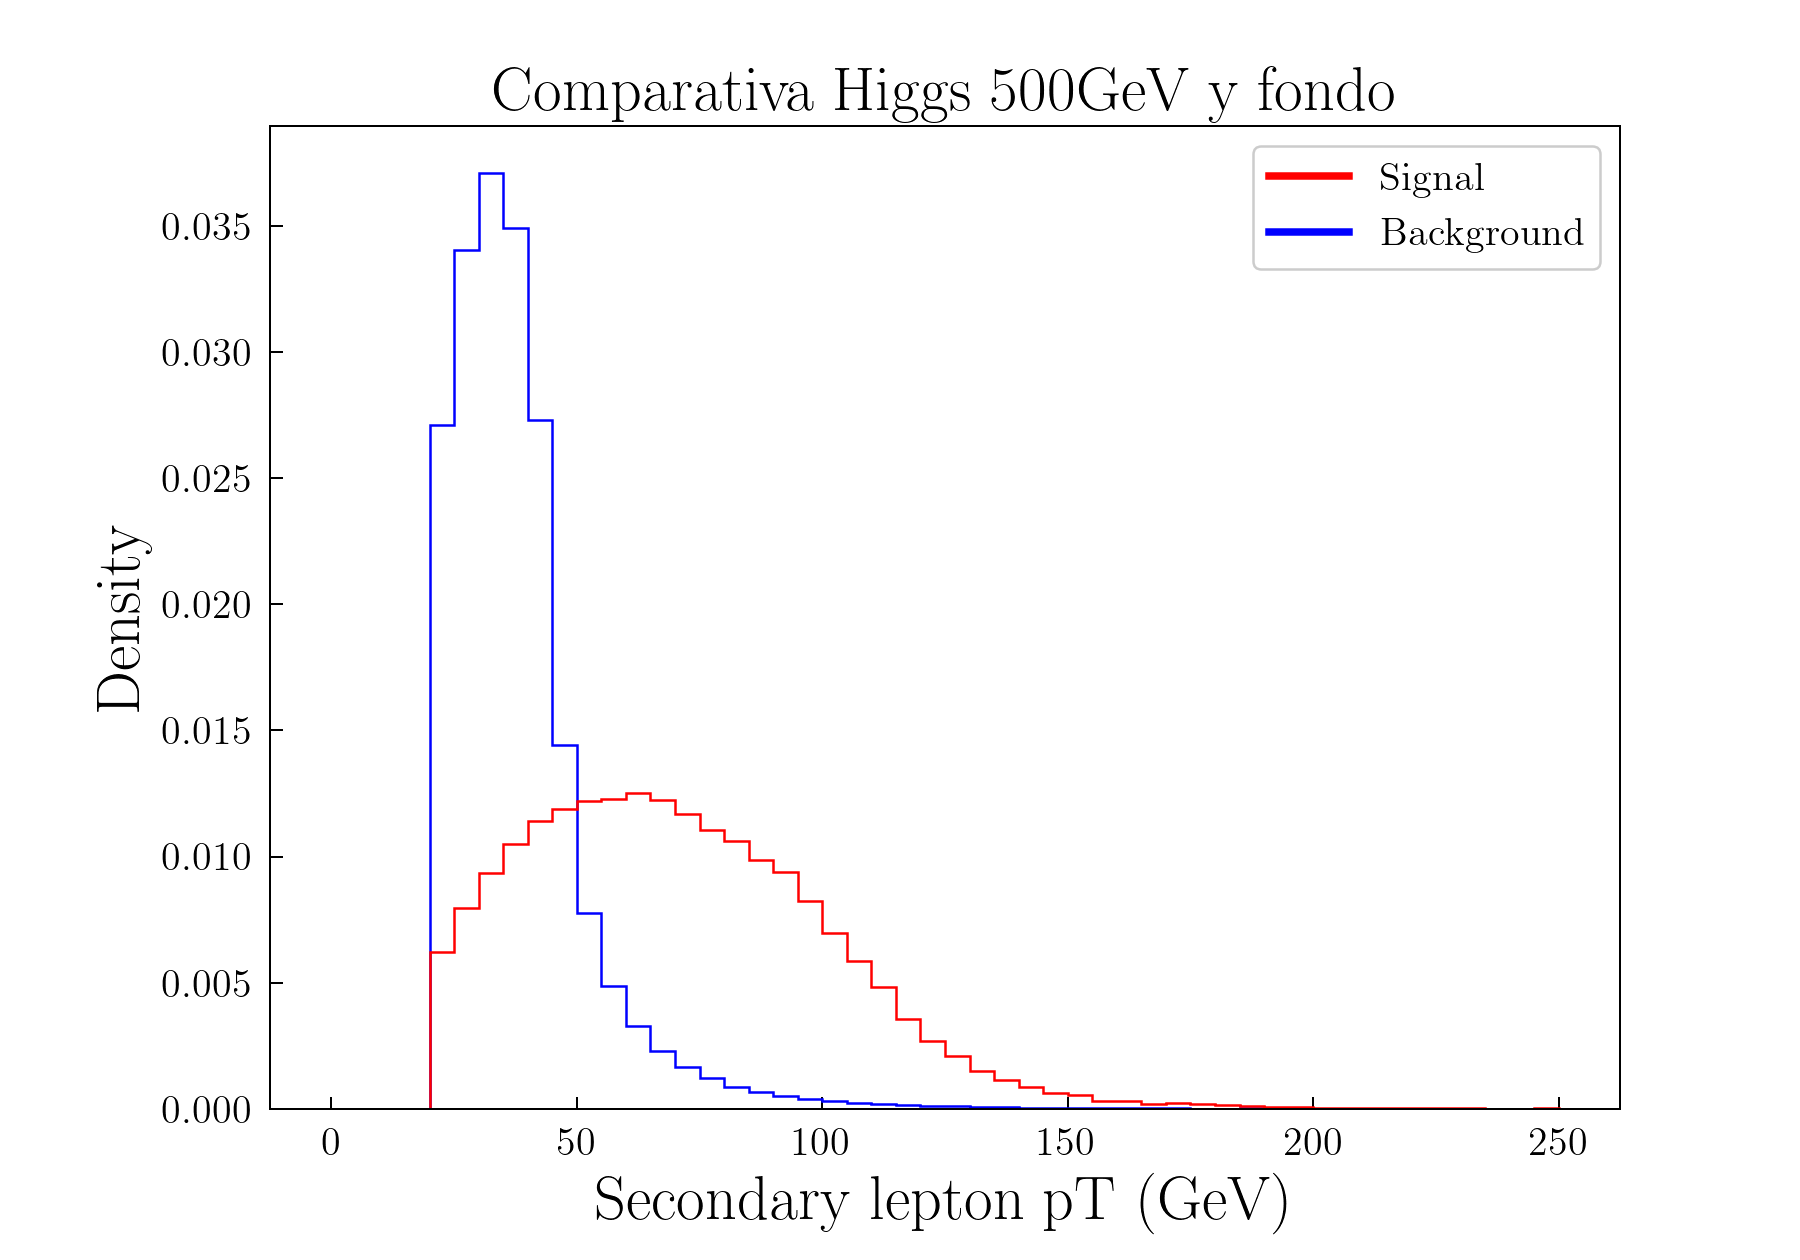 Comparativa Higgs 500GeV y fondo
Signal
Background
0.035
0.030
0.025
0.020
0.015
0.010
0.005
0.000
Density
0 50 100 150 200 250
Secondary lepton pT (GeV)